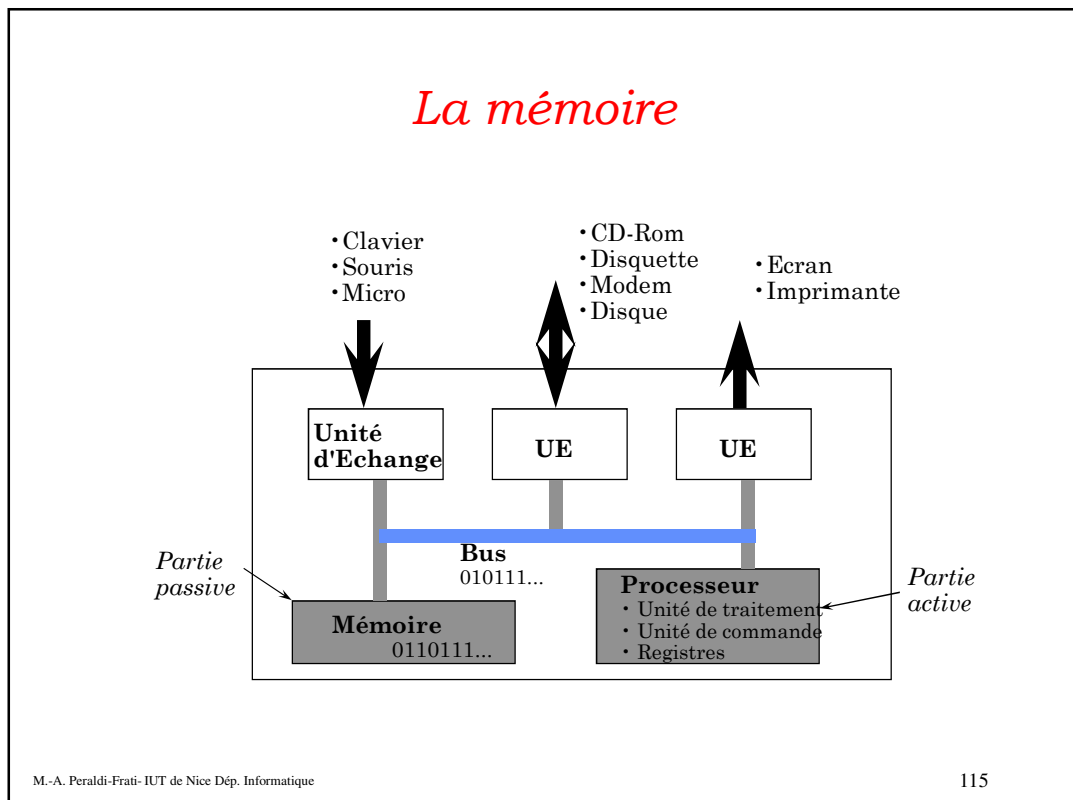 La mémoire
·Clavier
·Souris
·Micro
·CD-Rom
·Disquette
·Modem
·Disque
·Ecran
·Imprimante
Unité
d'Echange
UE
UE
Partie
passive
Bus
010111...
Mémoire
0110111...
Processeur
· Unité de traitement
· Unité de commande
· Registres
Partie
active
M.-A. Peraldi-Frati- IUT de Nice Dép. Informatique
115